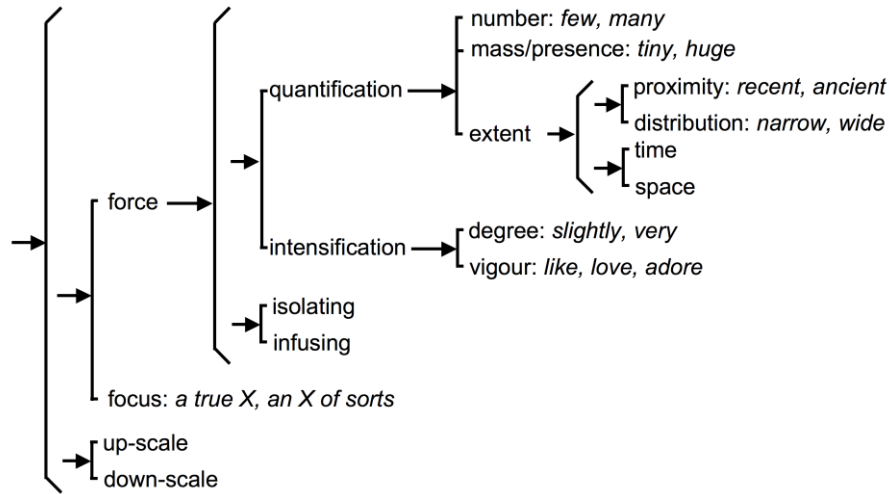 number: few, many
mass/presence: tiny, huge
quantification
proximity: recent, ancient
distribution: narrow, wide
extent
time
space
force
intensification
degree: slightly, very
vigour: like, love, adore
isolating
infusing
focus: a true X, an X of sorts
up-scale
down-scale